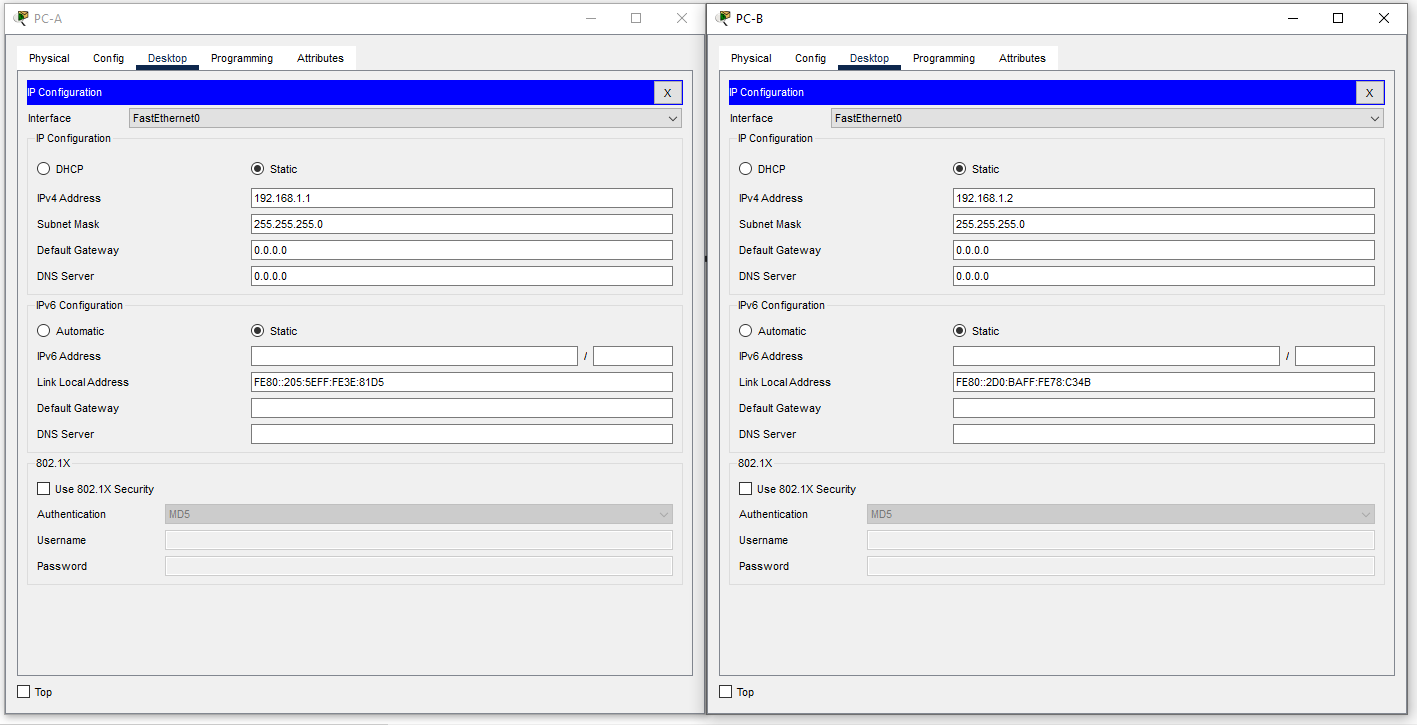 PC-A
Physical Config Desktop Programming Attributes
IP Configuration X
Interface FastEthernet0
IP Configuration
DHCP Static
IPv4 Address 192.168.1.1
Subnet Mask 255.255.255.0
Default Gateway 0.0.0.0
DNS Server 0.0.0.0
IPv6 Configuration
Automatic Static
IPv6 Address /
Link Local Address FE80::205:5EFF:FE3E:81D5
Default Gateway
DNS Server
802.1X
Use 802.1X Security
Authentication MD5
Username
Password
Top
PC-B
Physical Config Desktop Programming Attributes
IP Configuration X
Interface FastEthernet0
IP Configuration
DHCP Static
IPv4 Address 192.168.1.2
Subnet Mask 255.255.255.0
Default Gateway 0.0.0.0
DNS Server 0.0.0.0
IPv6 Configuration
Automatic Static
IPv6 Address /
Link Local Address FE80::2D0:BAFF:FE78:C34B
Default Gateway
DNS Server
802.1X
Use 802.1X Security
Authentication MD5
Username
Password
Top